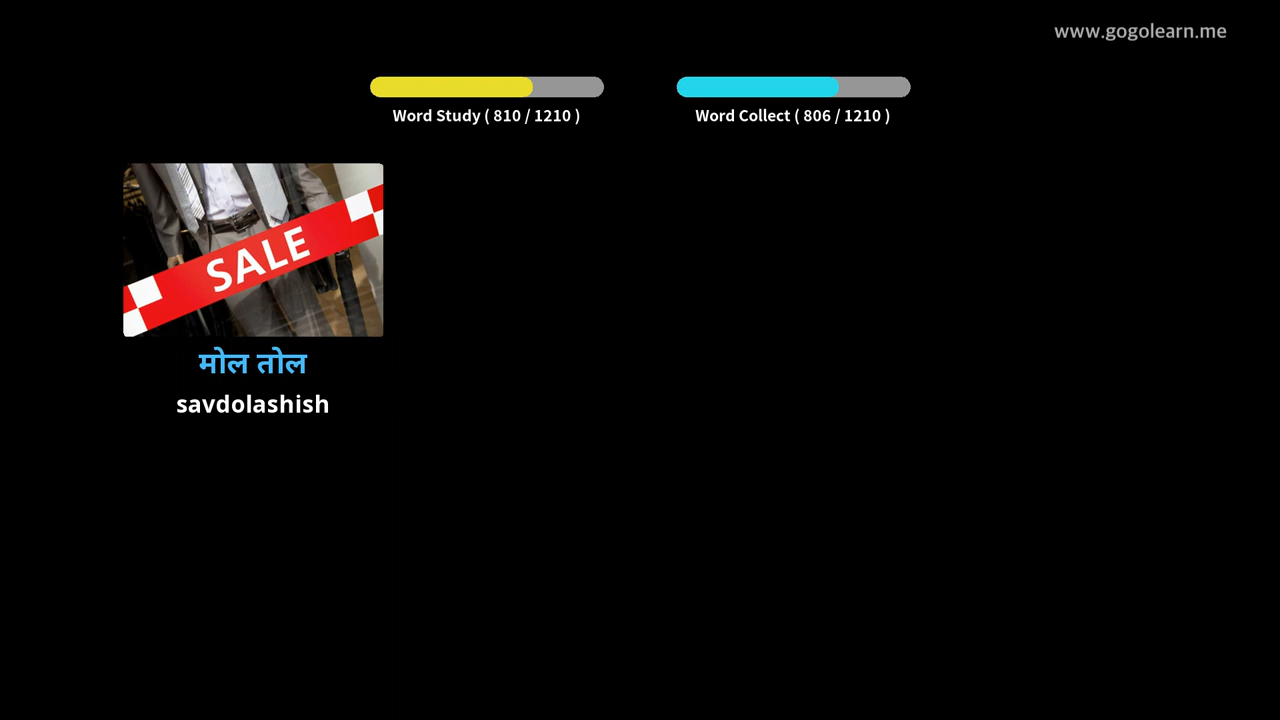 www.gogolearn.me
Word Study ( 810 / 1210 )
Word Collect ( 806 / 1210 )
SALE
मोल तोल
savdolashish